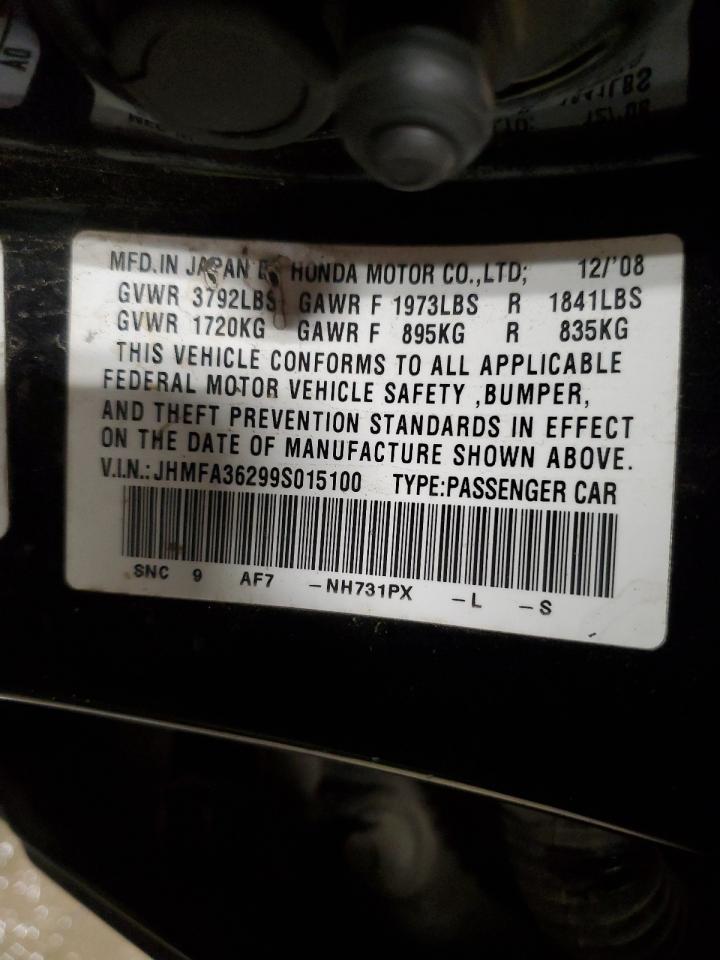 MFD.IN JAPAN BY HONDA MOTOR CO.,LTD; 12/'08
GVWR 3792LBS GAWR F 1973LBS R 1841LBS
GVWR 1720KG GAWR F 895KG R 835KG
THIS VEHICLE CONFORMS TO ALL APPLICABLE
FEDERAL MOTOR VEHICLE SAFETY ,BUMPER,
AND THEFT PREVENTION STANDARDS IN EFFECT
ON THE DATE OF MANUFACTURE SHOWN ABOVE.
V.I.N.: JHMFA36299S015100 TYPE:PASSENGER CAR
SNC 9 AF7 -NH731PX -L -S